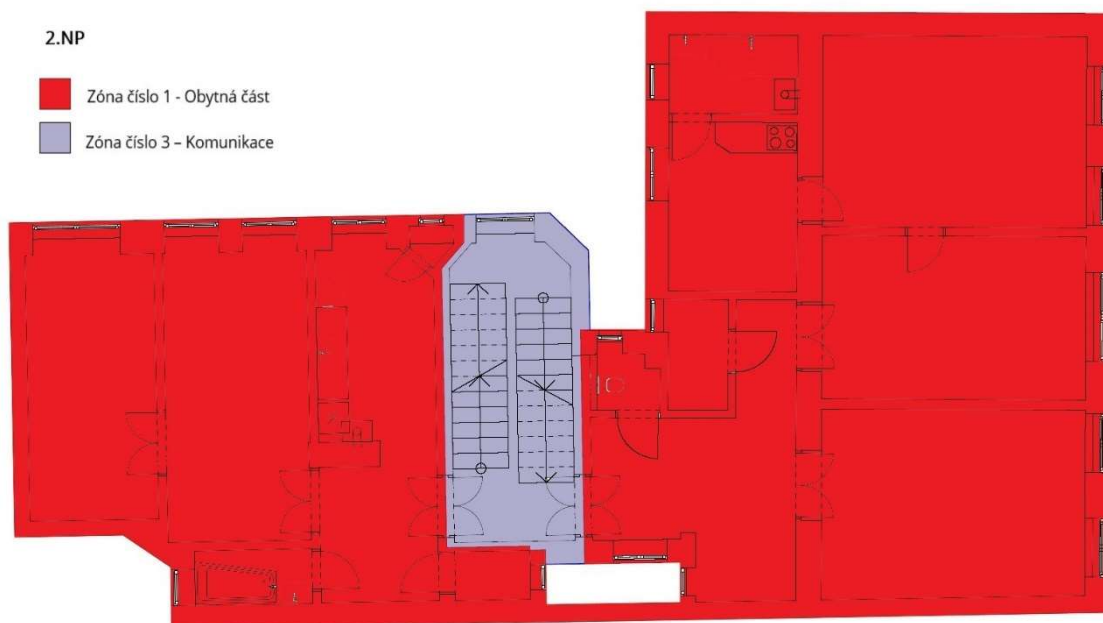 2.NP
Zóna číslo 1 - Obytná část
Zóna číslo 3 – Komunikace